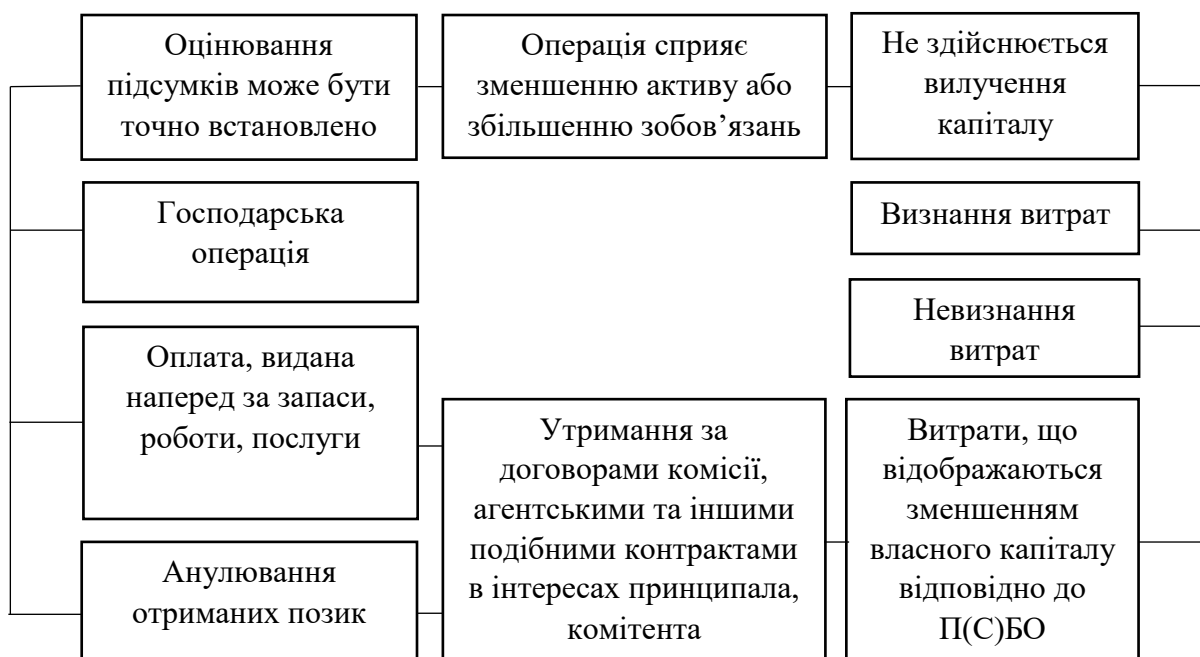 Оцінювання
підсумків може бути
точно встановлено
Операція сприяє
зменшенню активу або
збільшенню зобов’язань
Не здійснюється
вилучення
капіталу
Господарська
операція
Визнання витрат
Невизнання
витрат
Оплата, видана
наперед за запаси,
роботи, послуги
Утримання за
договорами комісії,
агентськими та іншими
подібними контрактами
в інтересах принципала,
комітента
Витрати, що
відображаються
зменшенням
власного капіталу
відповідно до
П(С)БО
Анулювання
отриманих позик